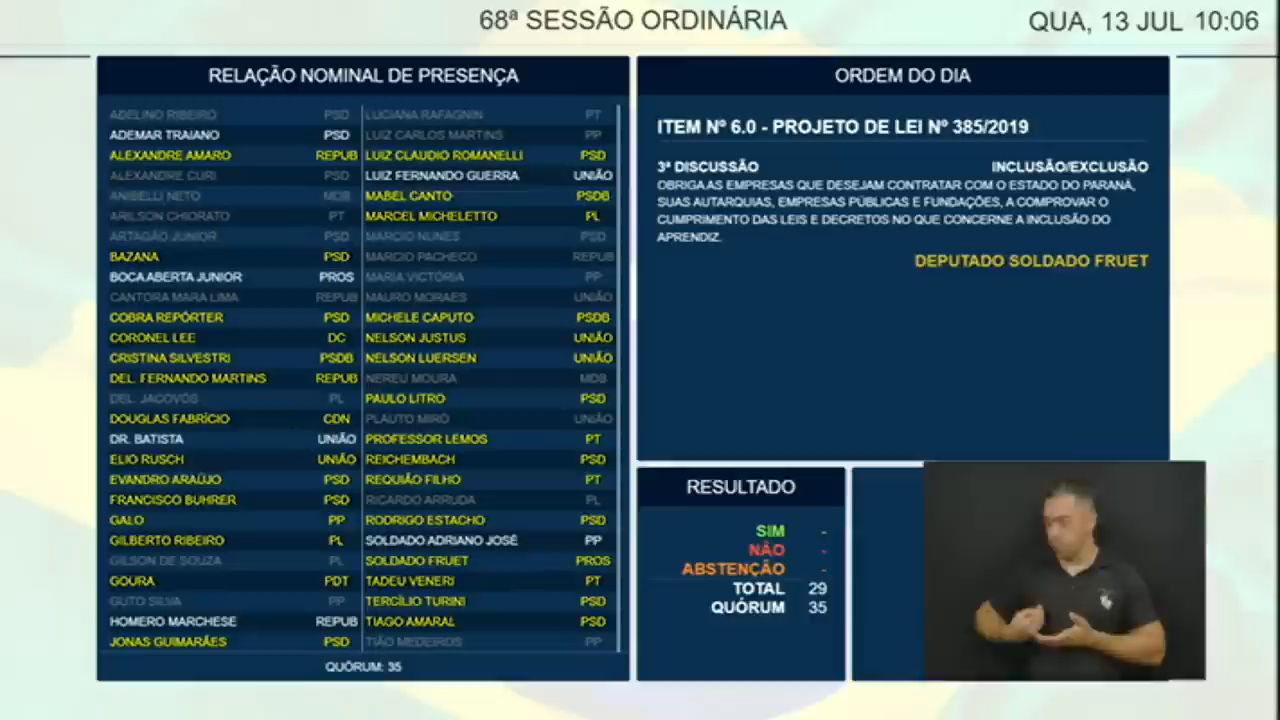 68ª SESSÃO ORDINÁRIA
QUA, 13 JUL 10:06
RELAÇÃO NOMINAL DE PRESENÇA
ADELINO RIBEIRO PSD LUCIANA RAFAGNIN PT
ADEMAR TRAIANO PSD LUIZ CARLOS MARTINS PP
ALEXANDRE AMARO REPUB LUIZ CLAUDIO ROMANELLI PSD
ALEXANDRE CURI PSD LUIZ FERNANDO GUERRA UNIÃO
ANIBELLI NETO MDB MABEL CANTO PSDB
ARILSON CHIORATO PT MARCEL MICHELETTO PL
ARTAGÃO JUNIOR PSD MARCIO NUNES PSD
BAZANA PSD MARCIO PACHECO REPUB
BOCA ABERTA JUNIOR PROS MARIA VICTÓRIA PP
CANTORA MARA LIMA REPUB MAURO MORAES UNIÃO
COBRA REPÓRTER PSD MICHELE CAPUTO PSDB
CORONEL LEE DC NELSON JUSTUS UNIÃO
CRISTINA SILVESTRI PSDB NELSON LUERSEN UNIÃO
DEL. FERNANDO MARTINS REPUB NEREU MOURA MDB
DEL. JACOVÓS PL PAULO LITRO PSD
DOUGLAS FABRÍCIO CDN PLAUTO MIRÓ UNIÃO
DR. BATISTA UNIÃO PROFESSOR LEMOS PT
ELIO RUSCH UNIÃO REICHEMBACH PSD
EVANDRO ARAÚJO PSD REQUIÃO FILHO PT
FRANCISCO BUHRER PSD RICARDO ARRUDA PL
GALO PP RODRIGO ESTACHO PSD
GILBERTO RIBEIRO PL SOLDADO ADRIANO JOSÉ PP
GILSON DE SOUZA PL SOLDADO FRUET PROS
GOURA PDT TADEU VENERI PT
GUTO SILVA PP TERCÍLIO TURINI PSD
HOMERO MARCHESE REPUB TIAGO AMARAL PSD
JONAS GUIMARÃES PSD TIÃO MEDEIROS PP
QUÓRUM: 35
ORDEM DO DIA
ITEM Nº 6.0 - PROJETO DE LEI Nº 385/2019
3ª DISCUSSÃO INCLUSÃO/EXCLUSÃO
OBRIGA AS EMPRESAS QUE DESEJAM CONTRATAR COM O ESTADO DO PARANÁ,
SUAS AUTARQUIAS, EMPRESAS PÚBLICAS E FUNDAÇÕES, A COMPROVAR O
CUMPRIMENTO DAS LEIS E DECRETOS NO QUE CONCERNE A INCLUSÃO DO
APRENDIZ.
DEPUTADO SOLDADO FRUET
RESULTADO
SIM -
NÃO -
ABSTENÇÃO -
TOTAL 29
QUÓRUM 35